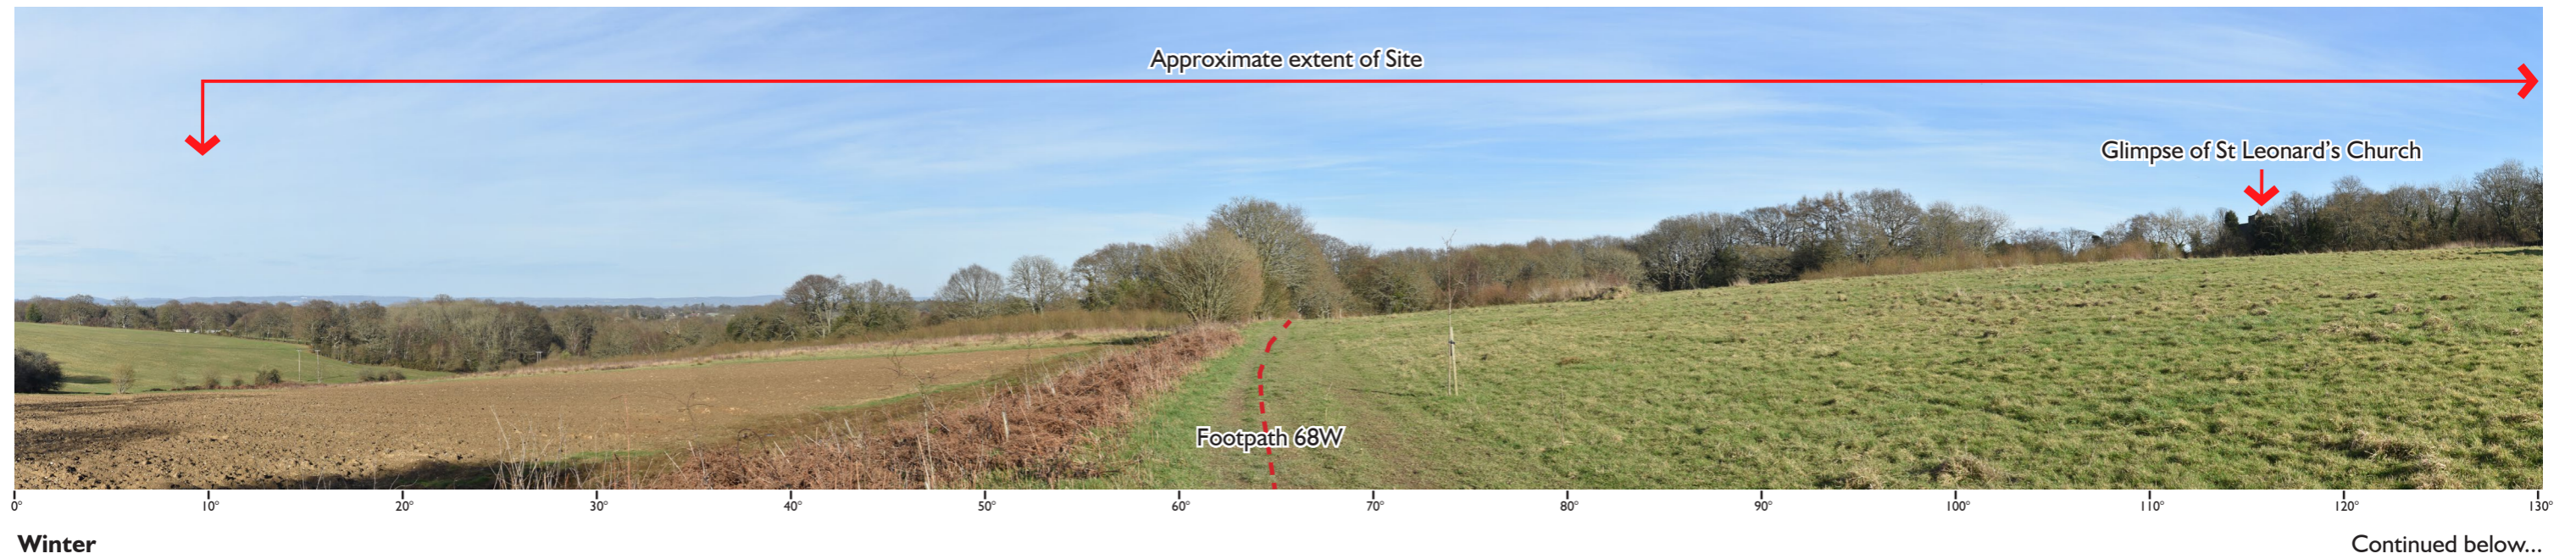 Approximate extent of Site
Glimpse of St Leonard's Church
Footpath 68W
0° 10° 20° 30° 40° 50° 60° 70° 80° 90° 100° 110° 120° 130°
Winter
Continued below...